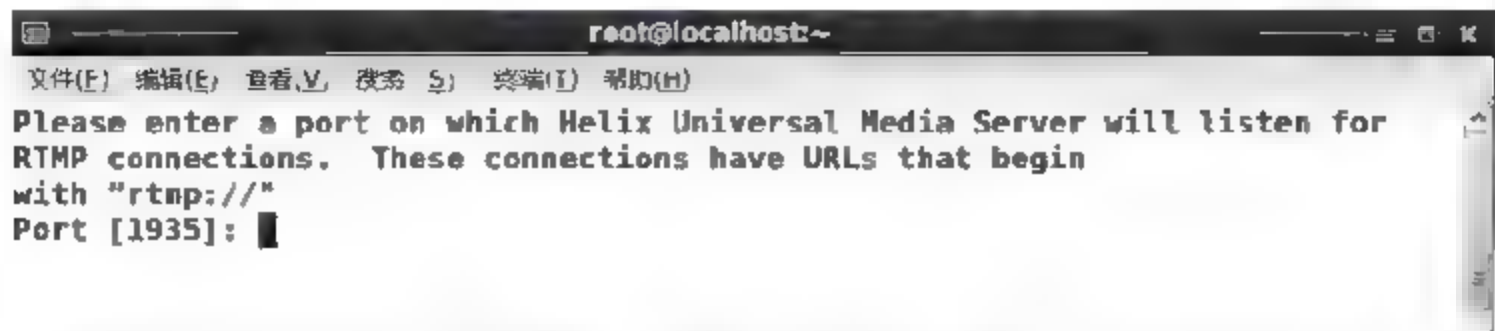 root@localhost:~
文件(F) 编辑(E) 查看(V) 搜索(S) 终端(T) 帮助(H)
Please enter a port on which Helix Universal Media Server will listen for
RTMP connections.  These connections have URLs that begin
with "rtmp://"
Port [1935]: